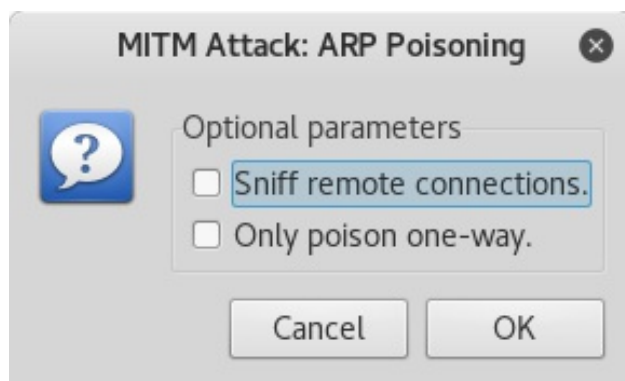 MITM Attack: ARP Poisoning
Optional parameters
Sniff remote connections.
Only poison one-way.
Cancel OK